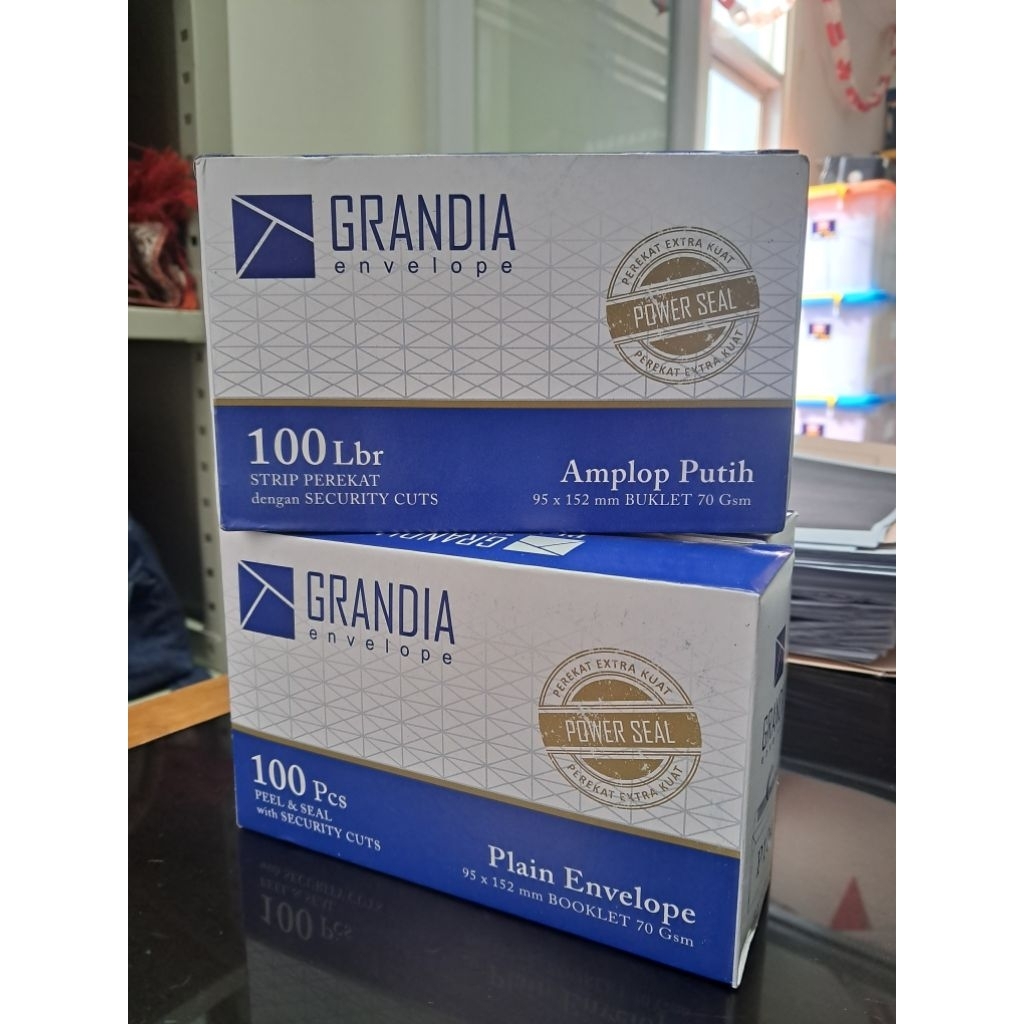 GRANDIA
envelope
PEREKAT EXTRA KUAT
POWER SEAL
PEREKAT EXTRA KUAT
100 Lbr
STRIP PEREKAT
dengan SECURITY CUTS
Amplop Putih
95 x 152 mm BUKLET 70 Gsm
GRANDIA
envelope
PEREKAT EXTRA KUAT
POWER SEAL
PEREKAT EXTRA KUAT
100 Pcs
PEEL & SEAL
with SECURITY CUTS
Plain Envelope
95 x 152 mm BOOKLET 70 Gsm